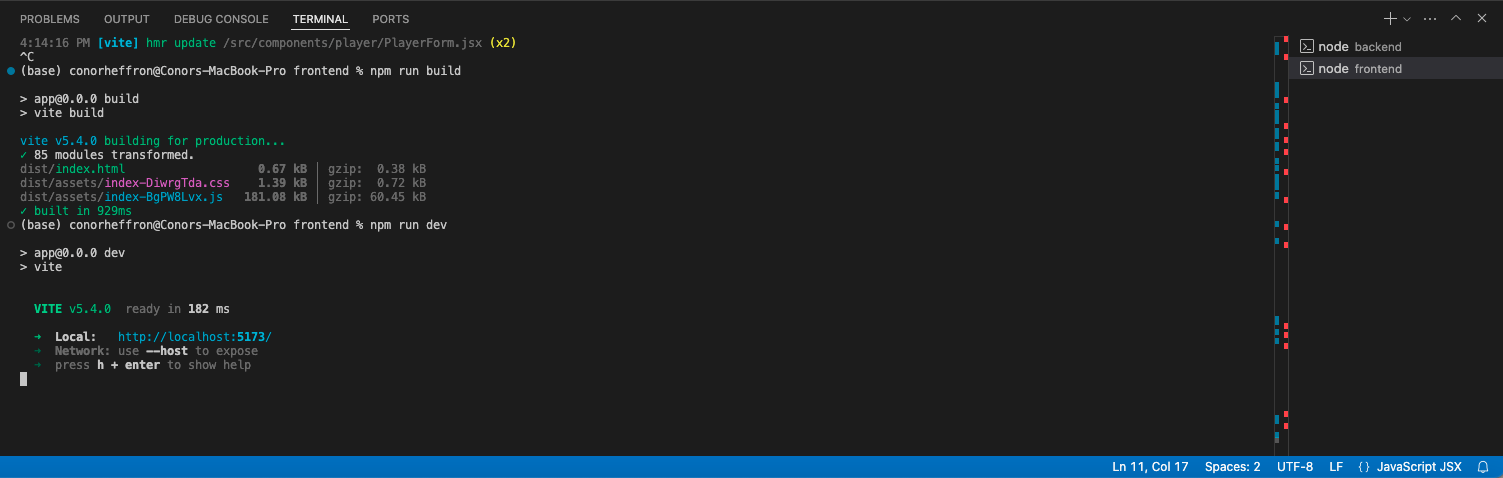 PROBLEMS OUTPUT DEBUG CONSOLE TERMINAL PORTS
4:14:16 PM [vite] hmr update /src/components/player/PlayerForm.jsx (x2)
^C
(base) conorheffron@Conors-MacBook-Pro frontend % npm run build
> app@0.0.0 build
> vite build
vite v5.4.0 building for production...
✓ 85 modules transformed.
dist/index.html 0.67 kB │ gzip: 0.38 kB
dist/assets/index-DiwrgTda.css 1.39 kB │ gzip: 0.72 kB
dist/assets/index-BgPW8Lvx.js 181.08 kB │ gzip: 60.45 kB
✓ built in 929ms
(base) conorheffron@Conors-MacBook-Pro frontend % npm run dev
> app@0.0.0 dev
> vite
VITE v5.4.0 ready in 182 ms
➜ Local: http://localhost:5173/
➜ Network: use --host to expose
➜ press h + enter to show help
node backend
node frontend
Ln 11, Col 17 Spaces: 2 UTF-8 LF {} JavaScript JSX